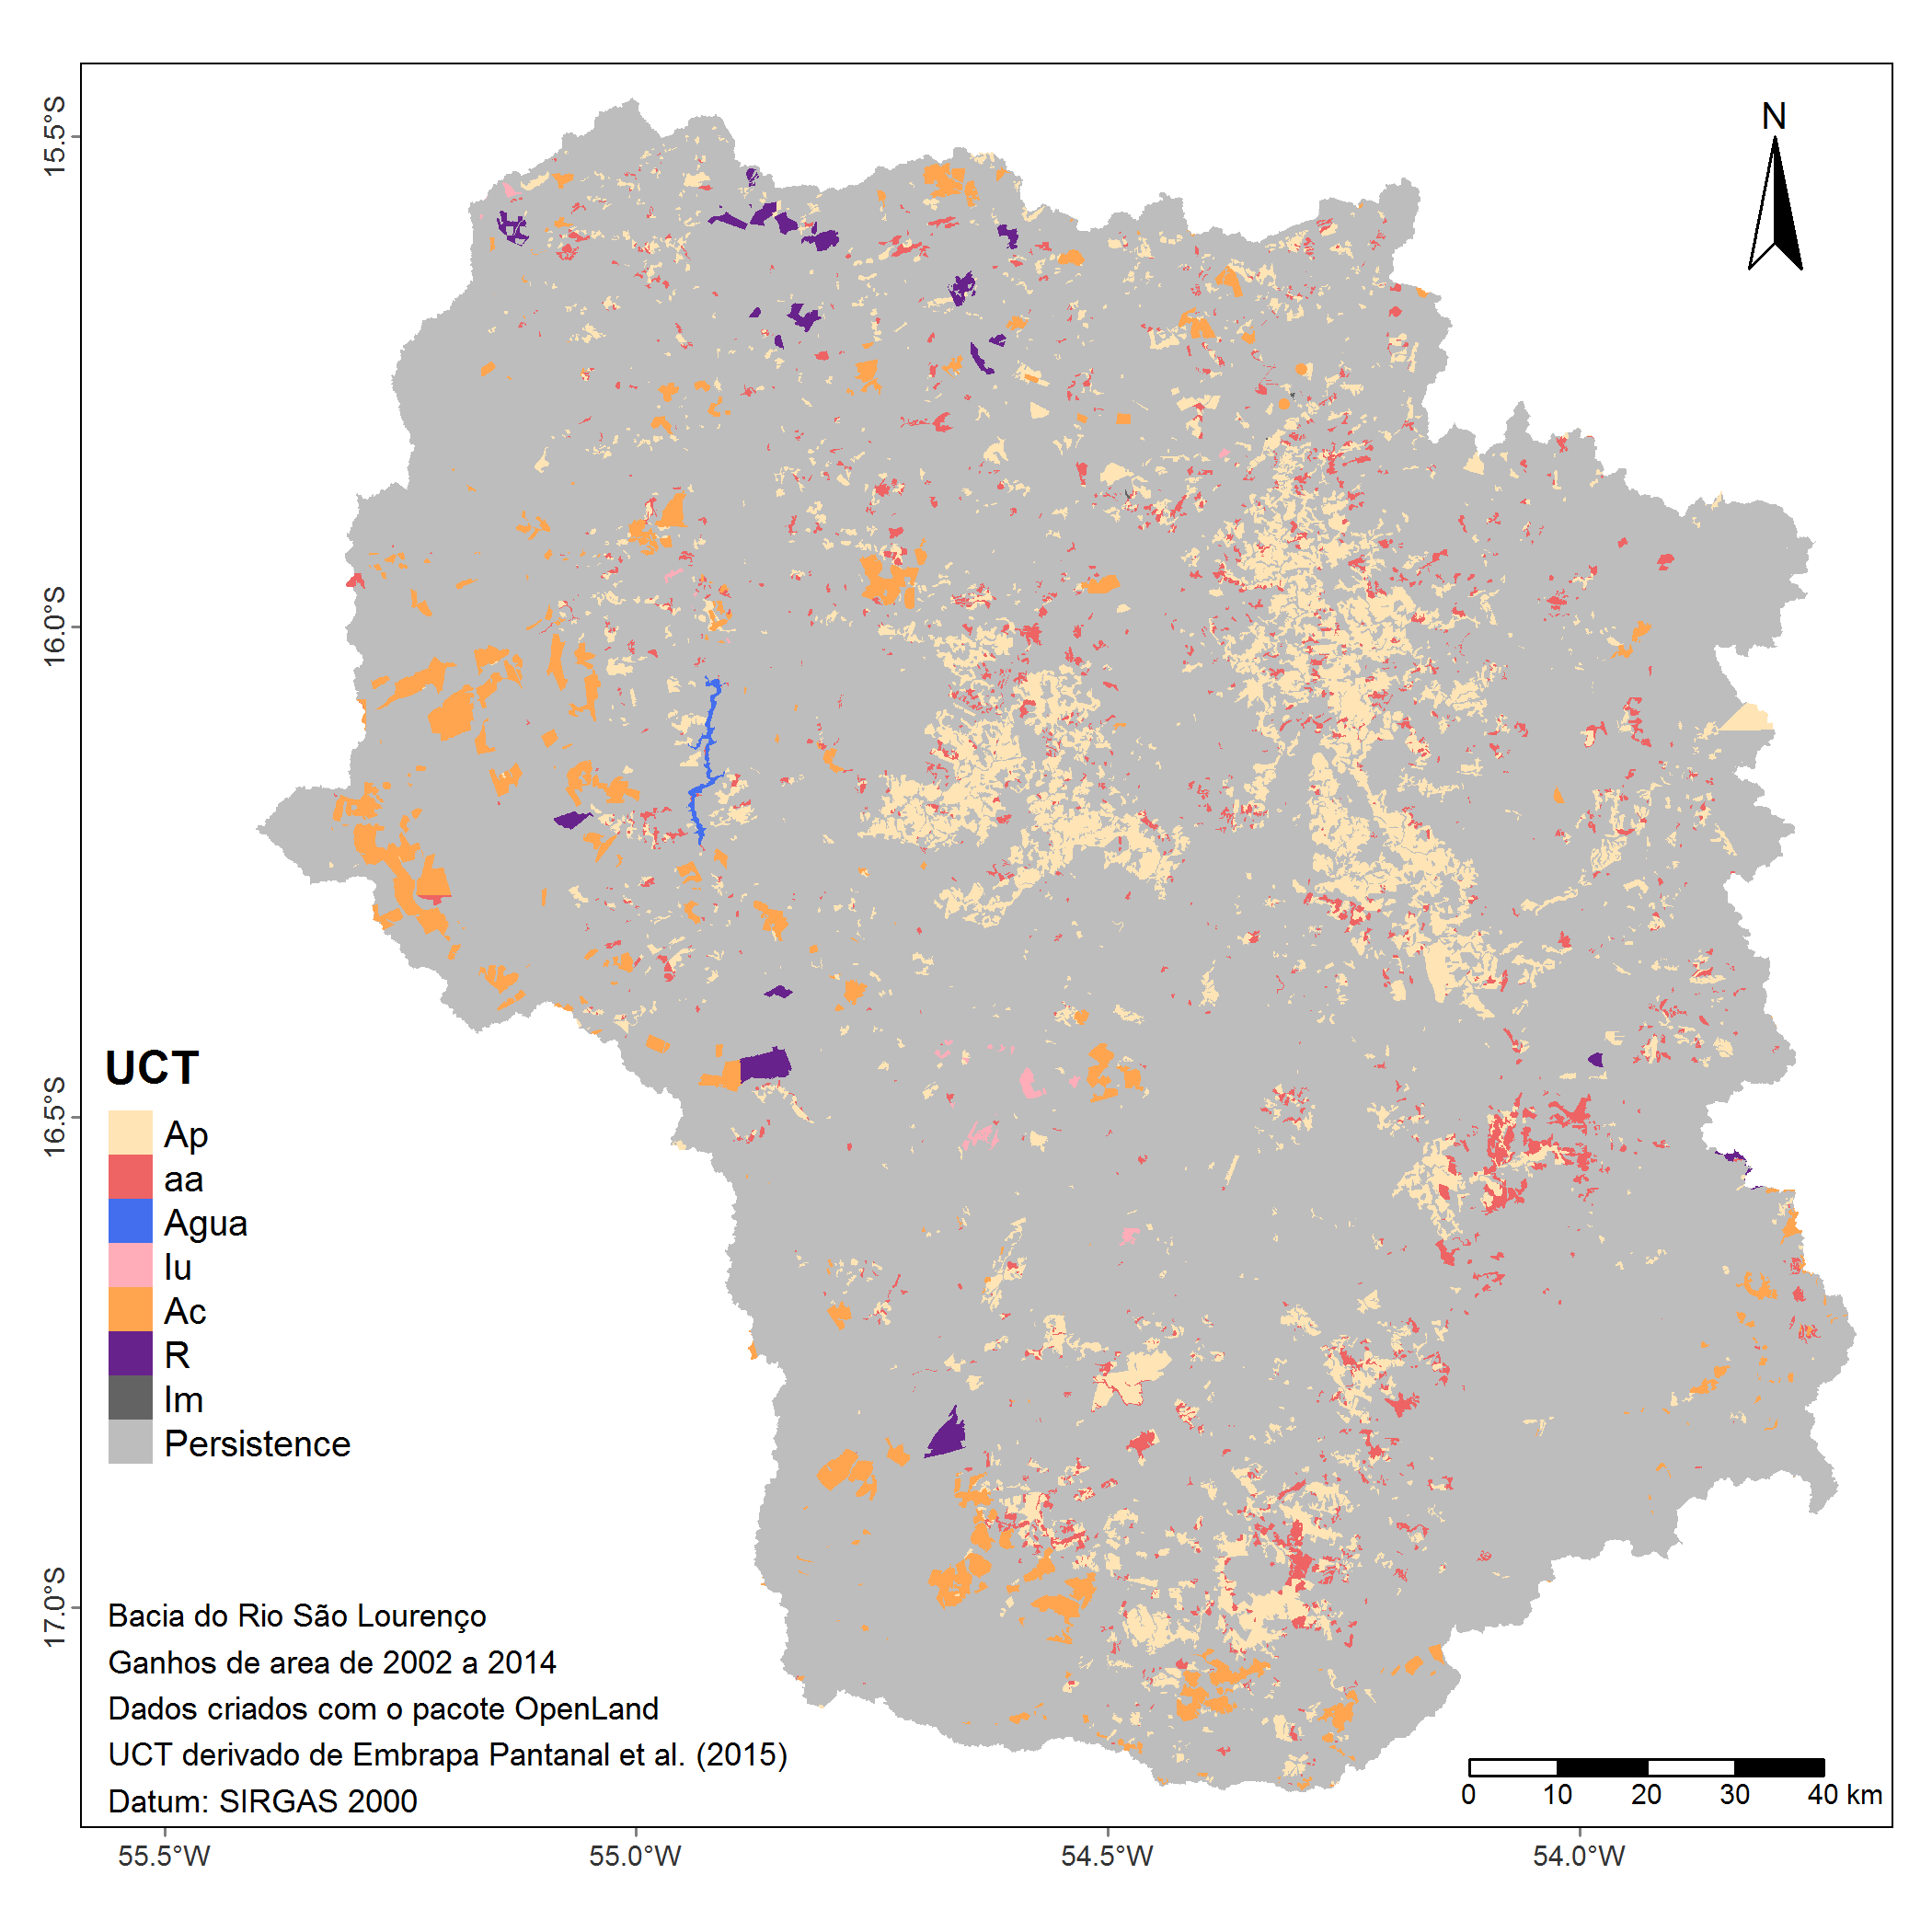 N
15.5°S
16.0°S
16.5°S
17.0°S
UCT
Ap
aa
Agua
Iu
Ac
R
Im
Persistence
Bacia do Rio São Lourenço
Ganhos de area de 2002 a 2014
Dados criados com o pacote OpenLand
UCT derivado de Embrapa Pantanal et al. (2015)
Datum: SIRGAS 2000
0 10 20 30 40 km
55.5°W 55.0°W 54.5°W 54.0°W